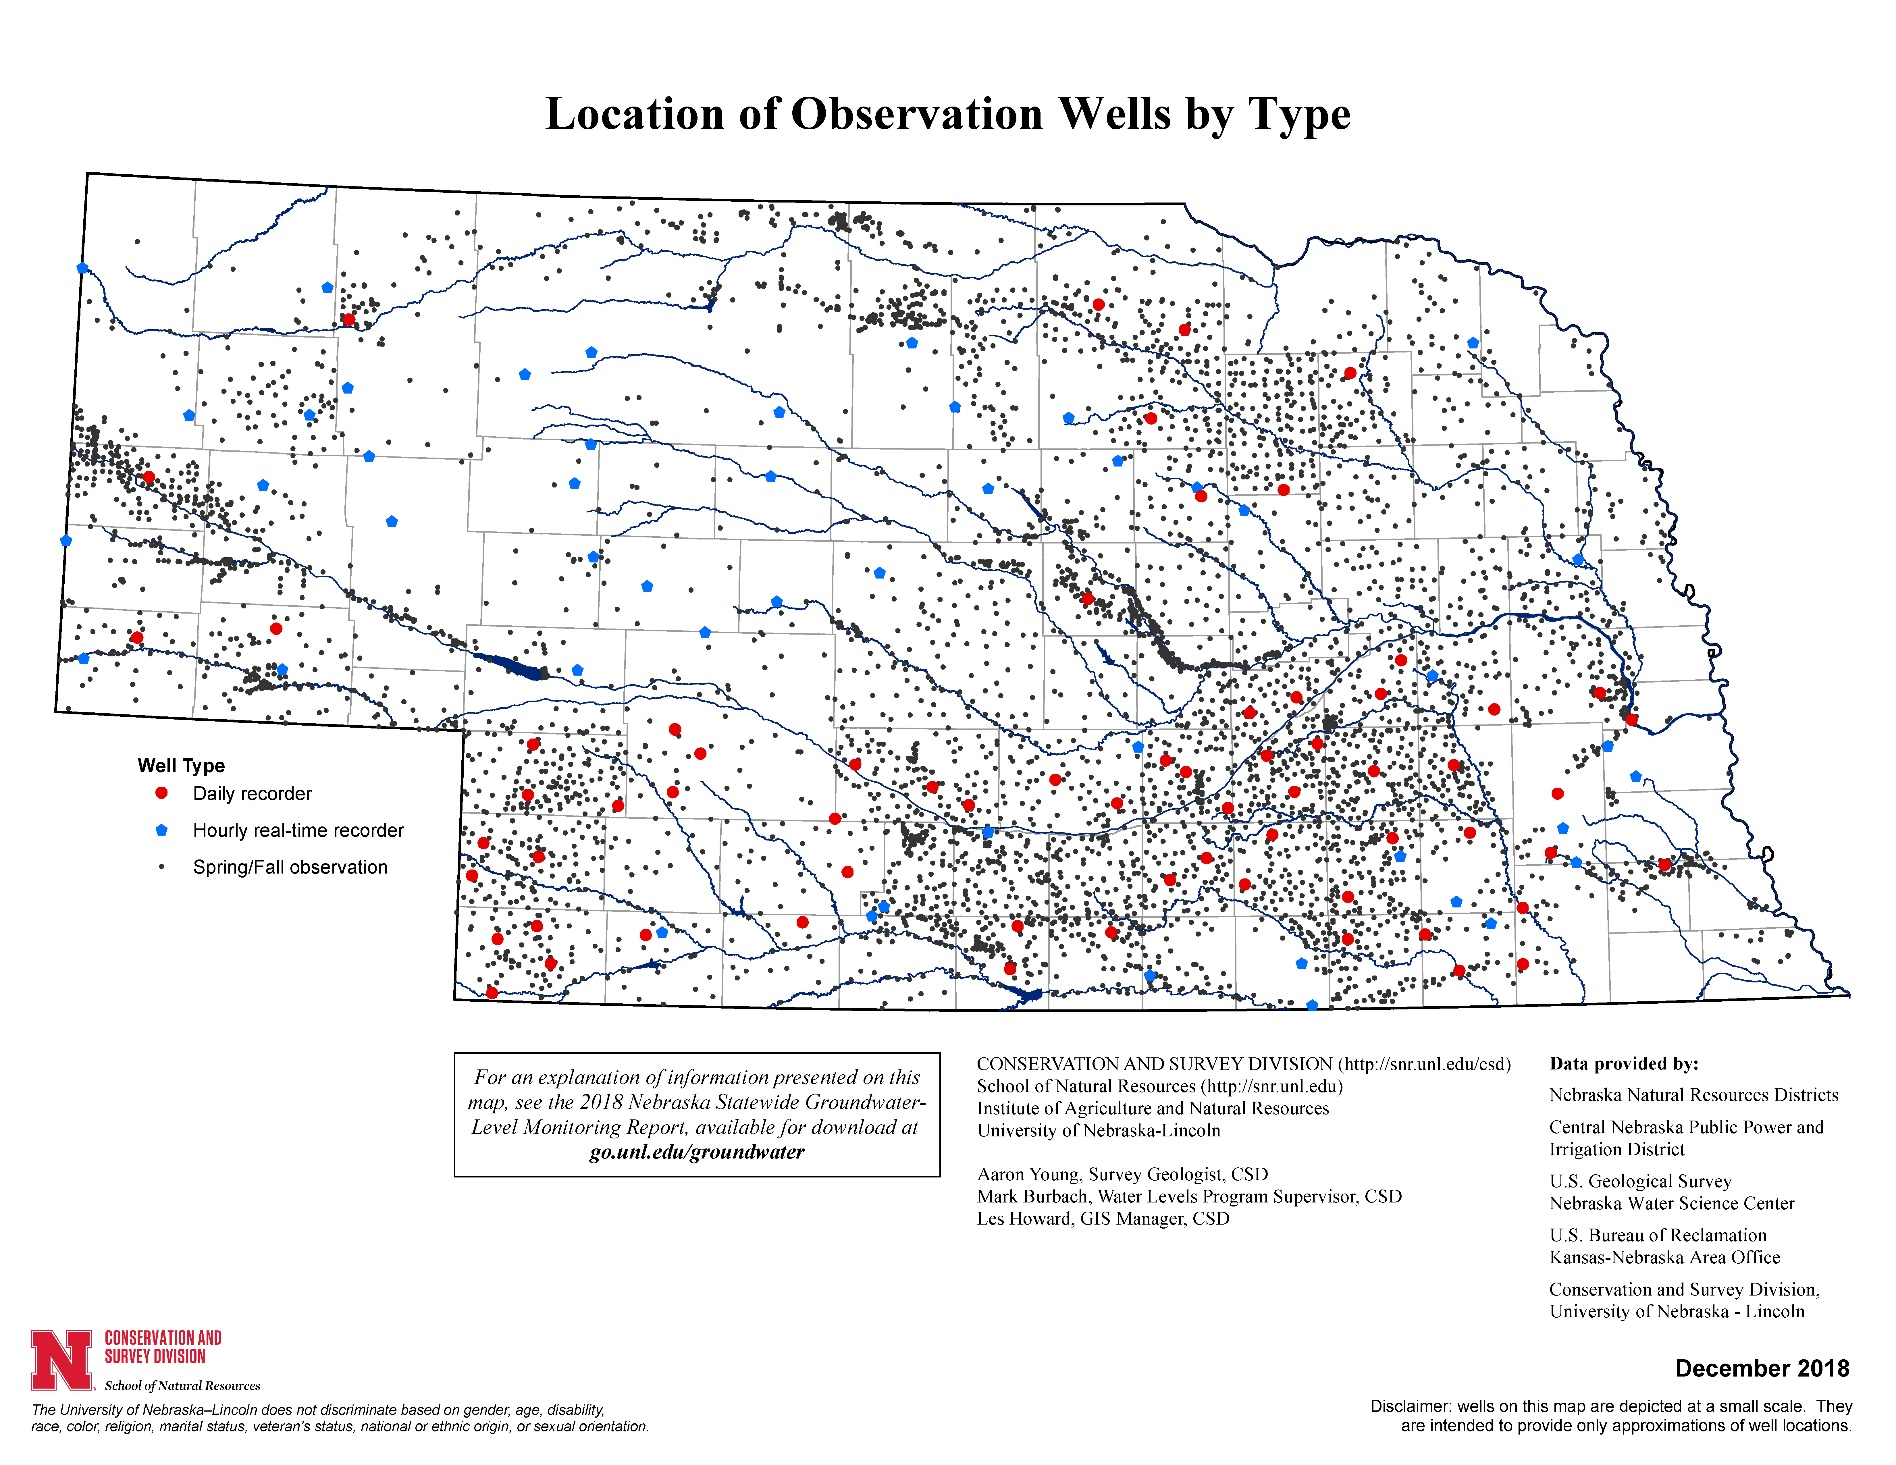 Location of Observation Wells by Type
Well Type
Daily recorder
Hourly real-time recorder
Spring/Fall observation
For an explanation of information presented on this
map, see the 2018 Nebraska Statewide Groundwater-
Level Monitoring Report, available for download at
go.unl.edu/groundwater
CONSERVATION AND SURVEY DIVISION (http://snr.unl.edu/csd)
School of Natural Resources (http://snr.unl.edu)
Institute of Agriculture and Natural Resources
University of Nebraska-Lincoln
Aaron Young, Survey Geologist, CSD
Mark Burbach, Water Levels Program Supervisor, CSD
Les Howard, GIS Manager, CSD
Data provided by:
Nebraska Natural Resources Districts
Central Nebraska Public Power and
Irrigation District
U.S. Geological Survey
Nebraska Water Science Center
U.S. Bureau of Reclamation
Kansas-Nebraska Area Office
Conservation and Survey Division,
University of Nebraska - Lincoln
N
CONSERVATION AND
SURVEY DIVISION
School of Natural Resources
The University of Nebraska–Lincoln does not discriminate based on gender, age, disability,
race, color, religion, marital status, veteran's status, national or ethnic origin, or sexual orientation.
December 2018
Disclaimer: wells on this map are depicted at a small scale. They
are intended to provide only approximations of well locations.